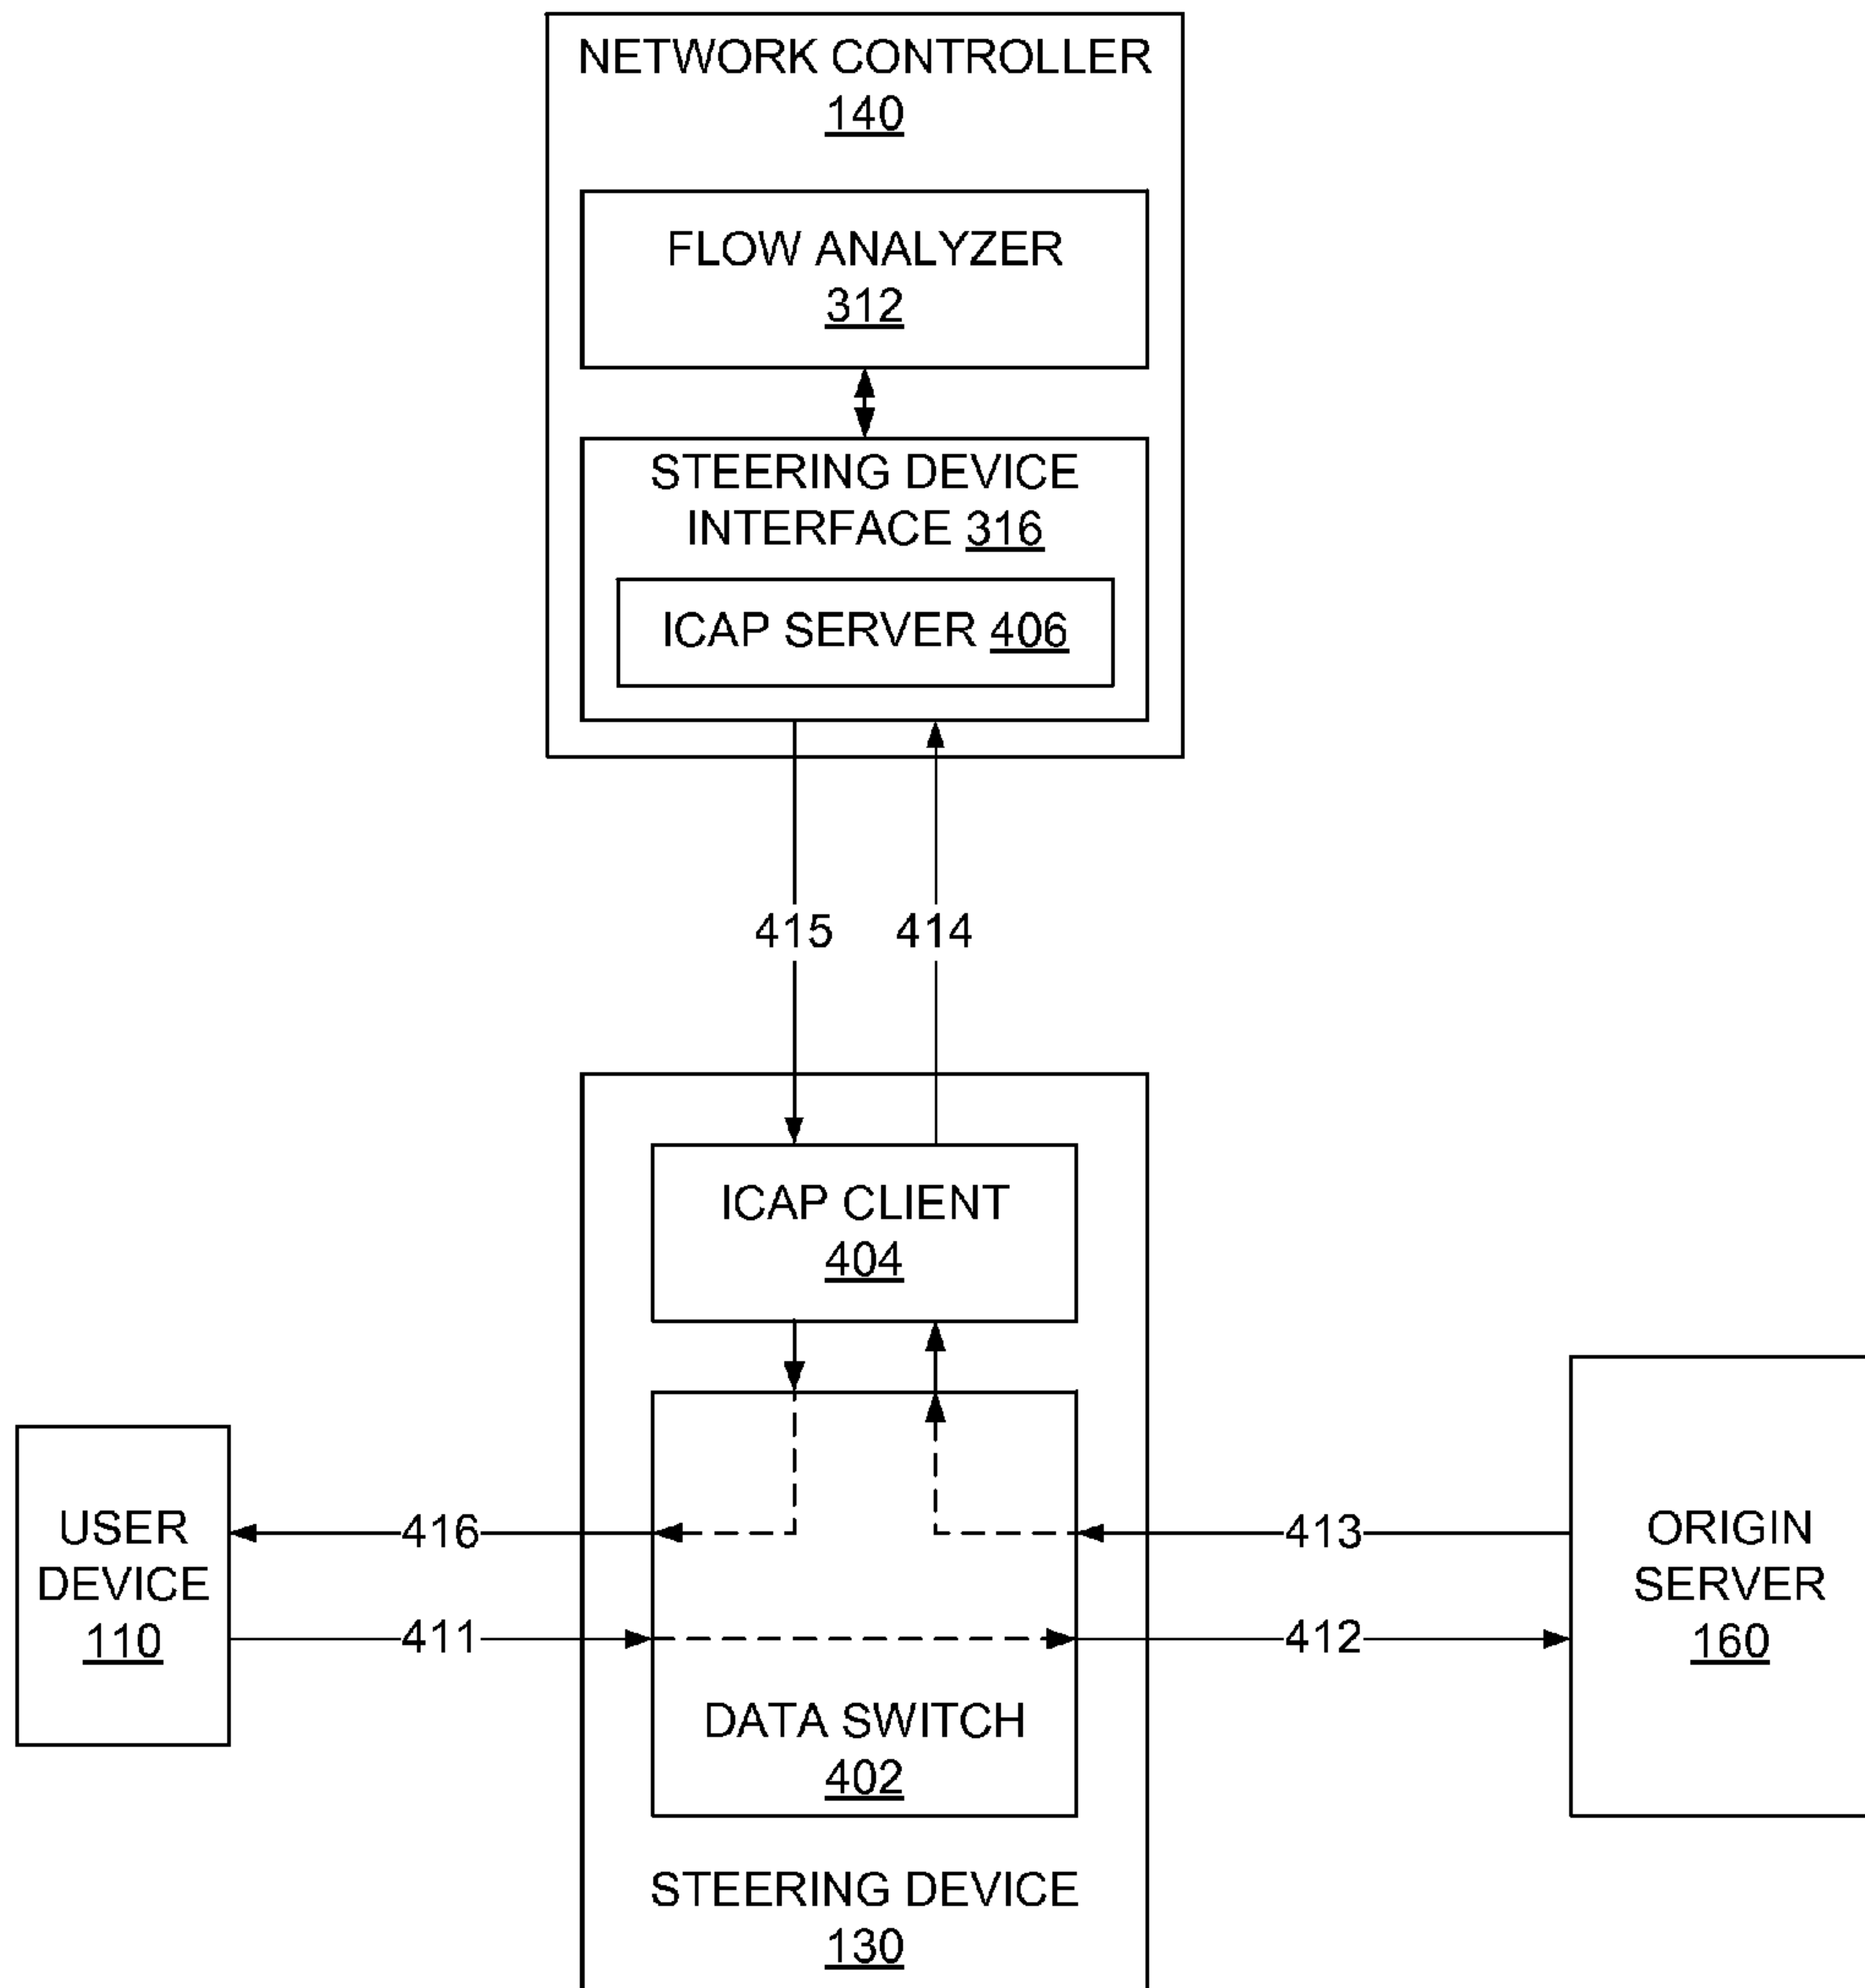 NETWORK CONTROLLER
140
FLOW ANALYZER
312
STEERING DEVICE
INTERFACE 316
ICAP SERVER 406
415
414
ICAP CLIENT
404
USER
DEVICE
110
416
411
413
412
ORIGIN
SERVER
160
DATA SWITCH
402
STEERING DEVICE
130